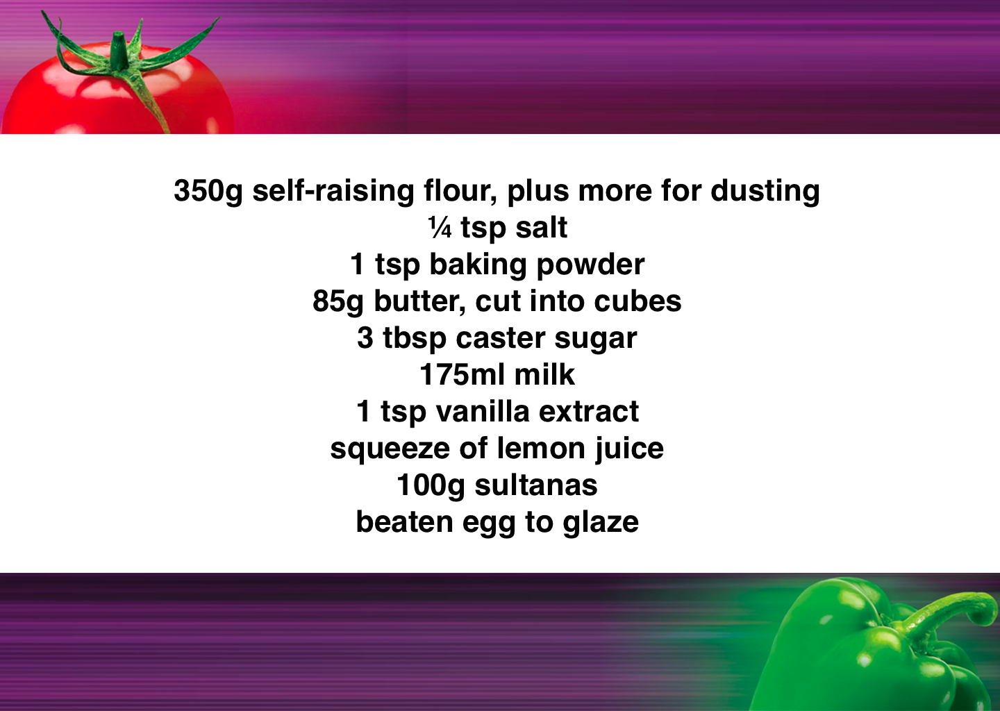 350g self-raising flour, plus more for dusting
¼ tsp salt
1 tsp baking powder
85g butter, cut into cubes
3 tbsp caster sugar
175ml milk
1 tsp vanilla extract
squeeze of lemon juice
100g sultanas
beaten egg to glaze